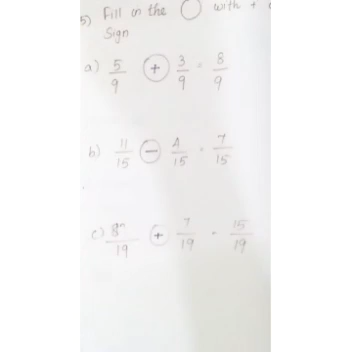 5) Fill in the ◯ with +
Sign
a) 5/9 + 3/9 = 8/9
b) 11/15 − 4/15 = 7/15
c) 8/19 + 7/19 = 15/19